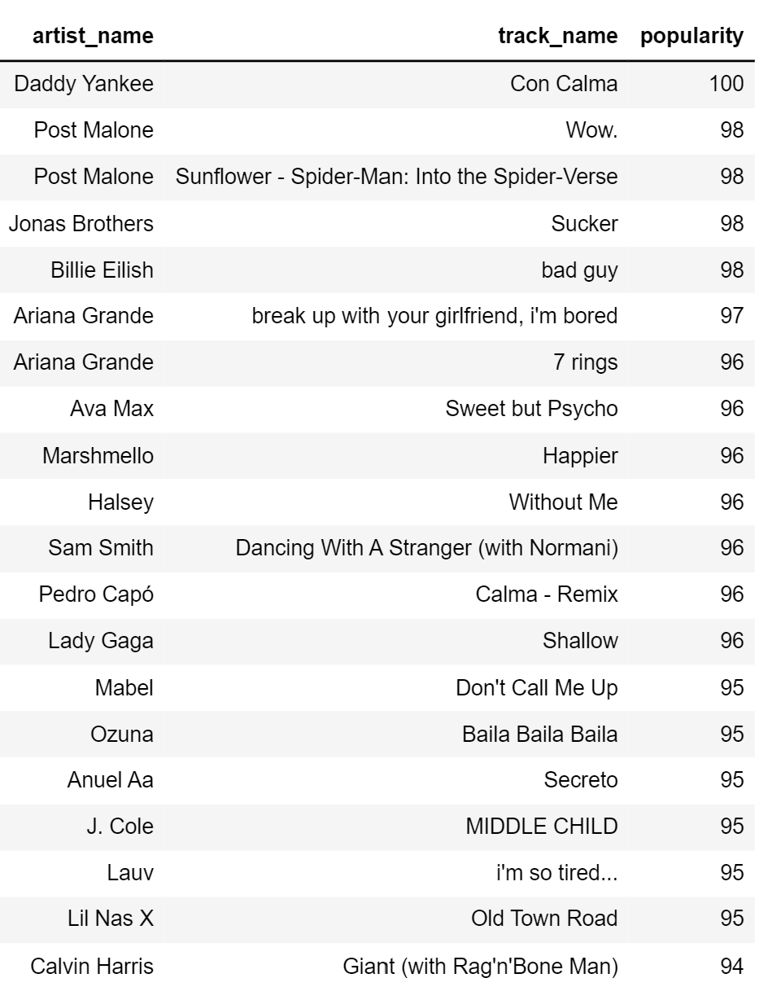 artist_name track_name popularity
Daddy Yankee Con Calma 100
Post Malone Wow. 98
Post Malone Sunflower - Spider-Man: Into the Spider-Verse 98
Jonas Brothers Sucker 98
Billie Eilish bad guy 98
Ariana Grande break up with your girlfriend, i'm bored 97
Ariana Grande 7 rings 96
Ava Max Sweet but Psycho 96
Marshmello Happier 96
Halsey Without Me 96
Sam Smith Dancing With A Stranger (with Normani) 96
Pedro Capó Calma - Remix 96
Lady Gaga Shallow 96
Mabel Don't Call Me Up 95
Ozuna Baila Baila Baila 95
Anuel Aa Secreto 95
J. Cole MIDDLE CHILD 95
Lauv i'm so tired... 95
Lil Nas X Old Town Road 95
Calvin Harris Giant (with Rag'n'Bone Man) 94